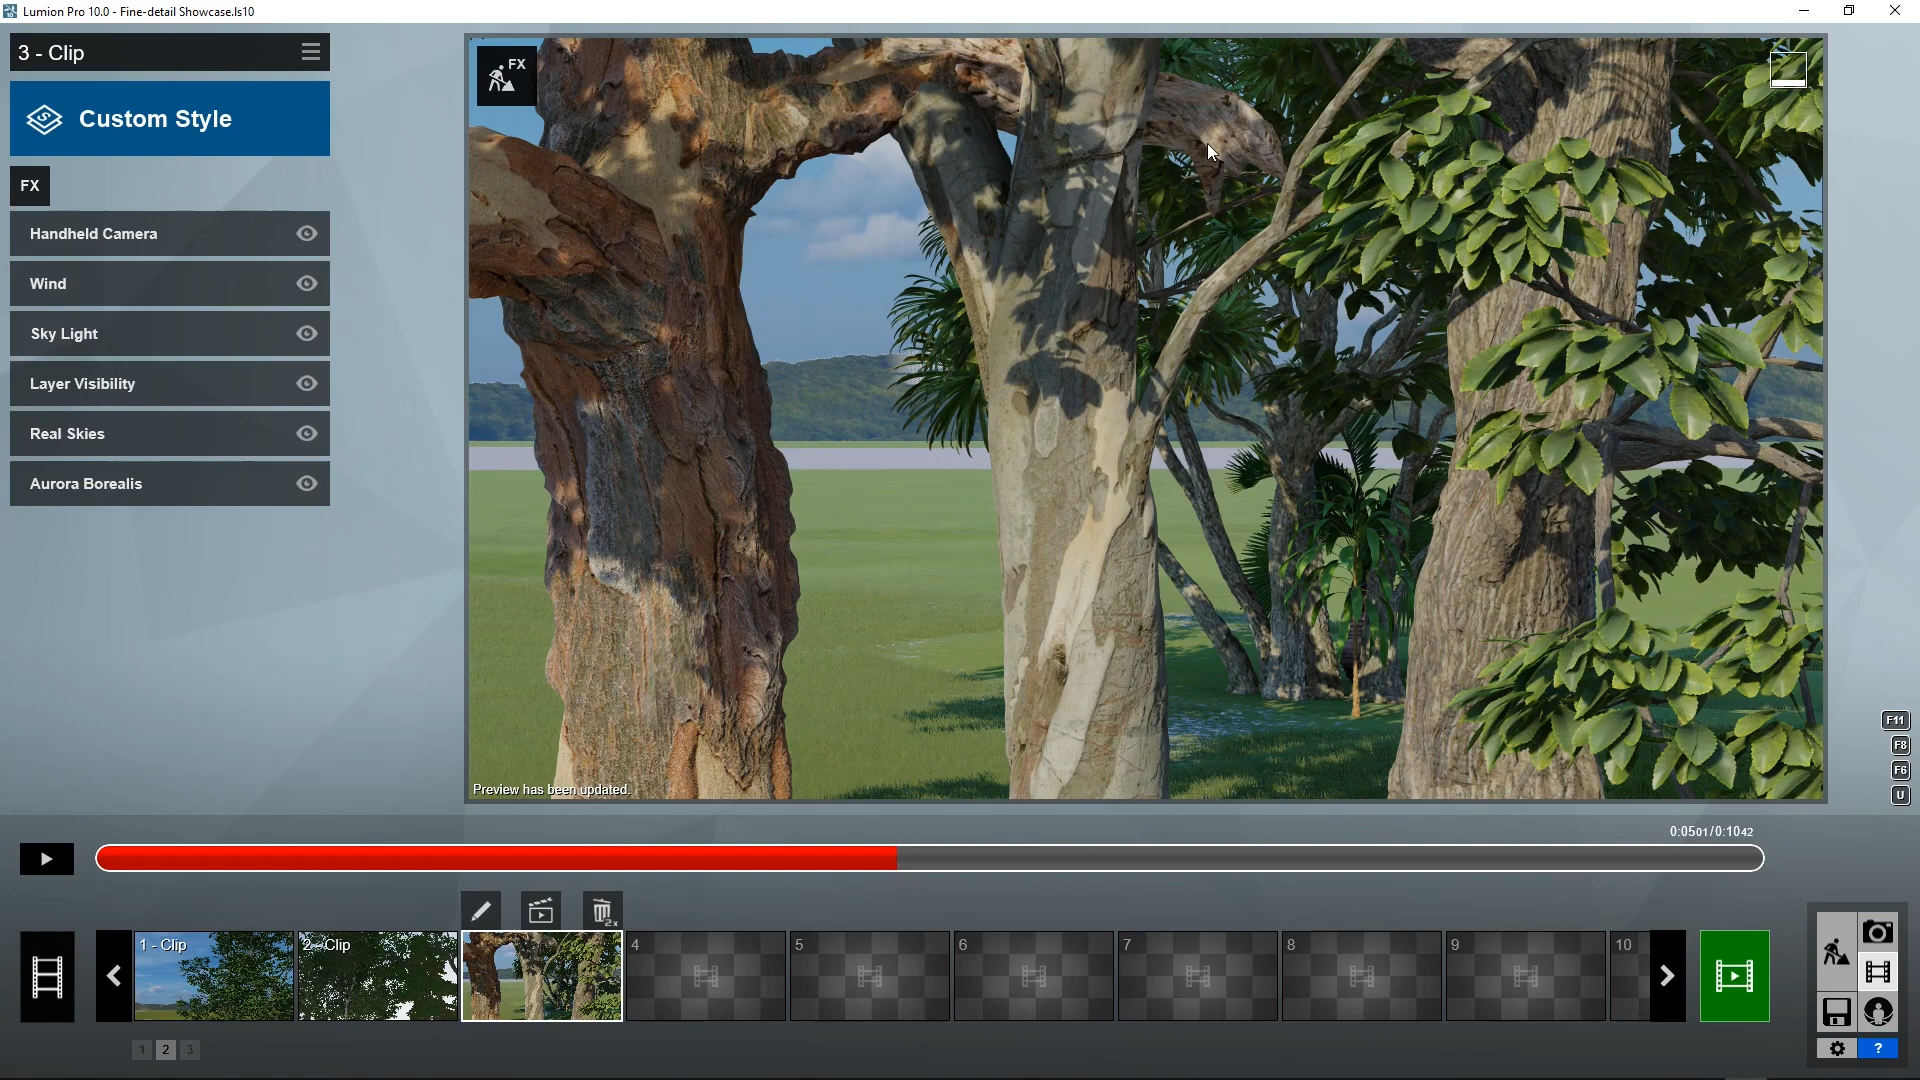 Lumion Pro 10.0 - Fine-detail Showcase.ls10
3 - Clip
Custom Style
FX
Handheld Camera
Wind
Sky Light
Layer Visibility
Real Skies
Aurora Borealis
FX
Preview has been updated.
F11
F8
F6
U
0:0501/0:1042
2x
1 - Clip
2 - Clip
4
5
6
7
8
9
10
1
2
3
?